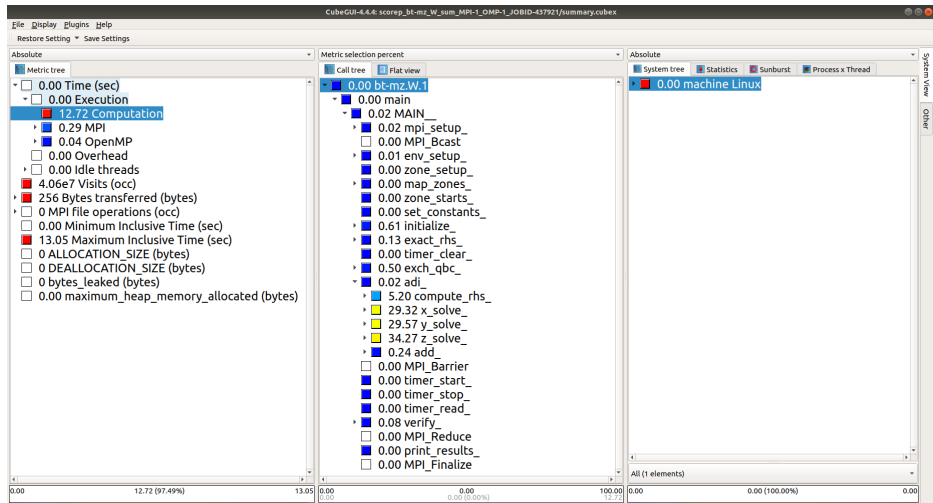 CubeGUI-4.4.4: scorep_bt-mz_W_sum_MPI-1_OMP-1_JOBID-437921/summary.cubex
File Display Plugins Help
Restore Setting Save Settings
Absolute
Metric tree
0.00 Time (sec)
0.00 Execution
12.72 Computation
0.29 MPI
0.04 OpenMP
0.00 Overhead
0.00 Idle threads
4.06e7 Visits (occ)
256 Bytes transferred (bytes)
0 MPI file operations (occ)
0.00 Minimum Inclusive Time (sec)
13.05 Maximum Inclusive Time (sec)
0 ALLOCATION_SIZE (bytes)
0 DEALLOCATION_SIZE (bytes)
0 bytes_leaked (bytes)
0.00 maximum_heap_memory_allocated (bytes)
0.00 12.72 (97.49%) 13.05
Metric selection percent
Call tree Flat view
0.00 bt-mz.W.1
0.00 main
0.02 MAIN__
0.02 mpi_setup_
0.00 MPI_Bcast
0.01 env_setup_
0.00 zone_setup_
0.00 map_zones_
0.00 zone_starts_
0.00 set_constants_
0.61 initialize_
0.13 exact_rhs_
0.00 timer_clear_
0.50 exch_qbc_
0.02 adi_
5.20 compute_rhs_
29.32 x_solve_
29.57 y_solve_
34.27 z_solve_
0.24 add_
0.00 MPI_Barrier
0.00 timer_start_
0.00 timer_stop_
0.00 timer_read_
0.08 verify_
0.00 MPI_Reduce
0.00 print_results_
0.00 MPI_Finalize
0.00 0.00 100.00
0.00 0.00 (0.00%) 12.72
Absolute
System tree Statistics Sunburst Process x Thread
0.00 machine Linux
All (1 elements)
0.00 0.00 (100.00%) 0.00
System View
Other